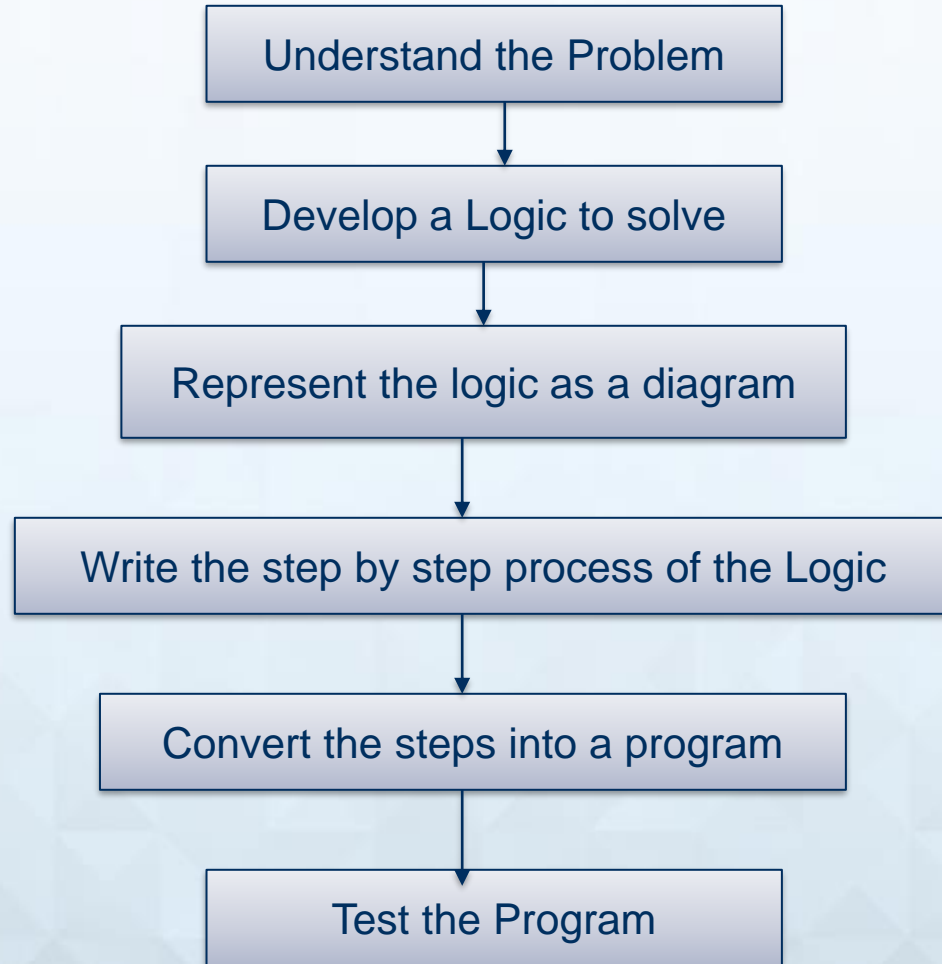 Understand the Problem
Develop a Logic to solve
Represent the logic as a diagram
Write the step by step process of the Logic
Convert the steps into a program
Test the Program